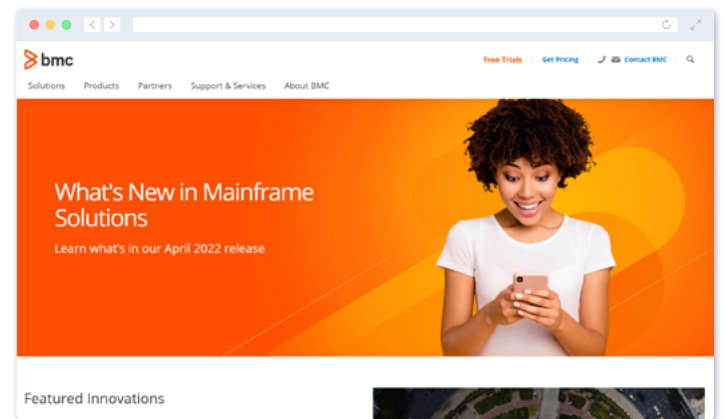 bmc
Free Trials
Get Pricing
Contact BMC
Solutions Products Partners Support & Services About BMC
What's New in Mainframe
Solutions
Learn what's in our April 2022 release
Featured Innovations